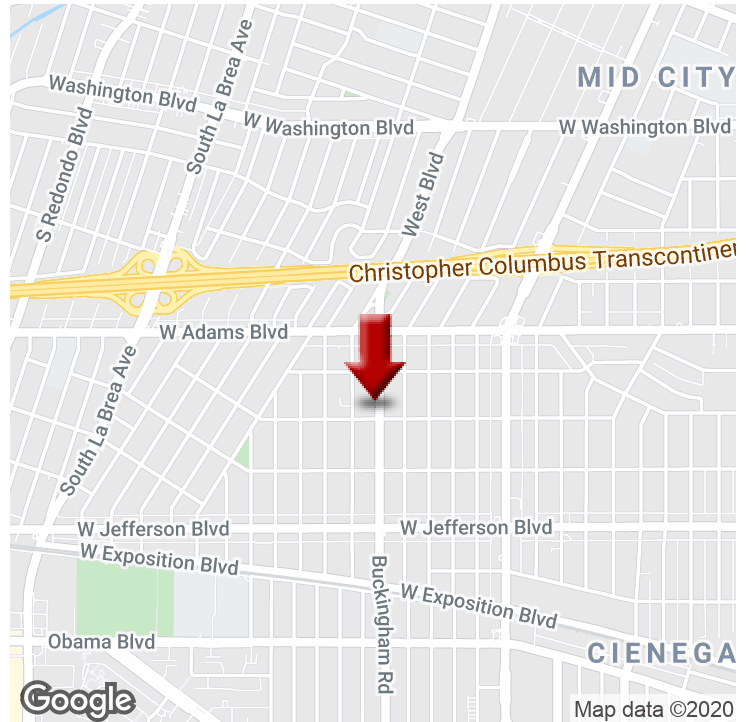 MID CITY
Washington Blvd
South La Brea Ave
W Washington Blvd
W Washington Blvd
S Redondo Blvd
West Blvd
Christopher Columbus Transcontinen
W Adams Blvd
South La Brea Ave
W Jefferson Blvd
W Jefferson Blvd
W Exposition Blvd
Buckingham Rd
W Exposition Blvd
Obama Blvd
CIENEGA
Google
Map data ©2020